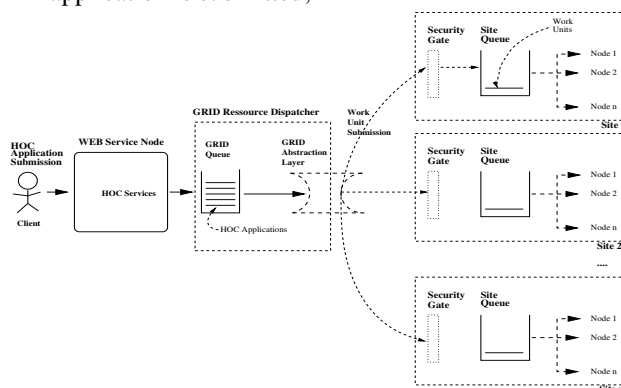 Security
Gate
Site
Queue
Work
Units
Node 1
Node 2
Node n
Site
GRID Ressource Dispatcher
Work
Unit
Submission
HOC
Application
Submission
WEB Service Node
GRID
Queue
GRID
Abstraction
Layer
HOC Services
Client
HOC Applications
Security
Gate
Site
Queue
Node 1
Node 2
Node n
Site 2
....
Security
Gate
Site
Queue
Node 1
Node 2
Node n